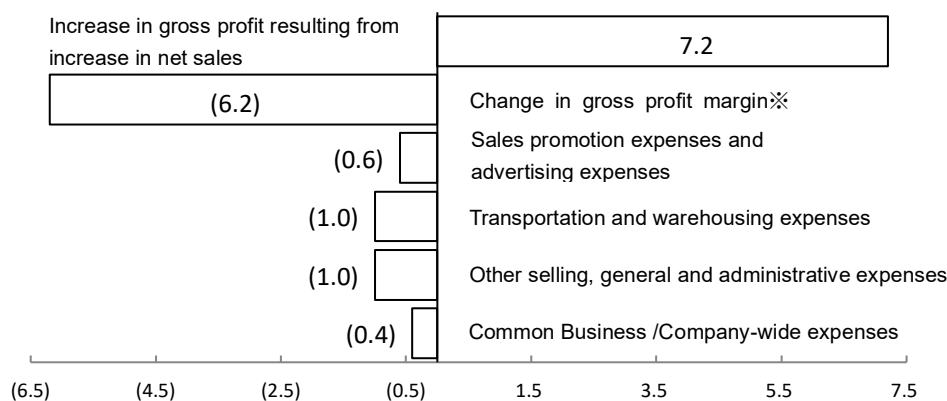 Increase in gross profit resulting from
increase in net sales
7.2
(6.2)
Change in gross profit margin※
(0.6)
Sales promotion expenses and
advertising expenses
(1.0)
Transportation and warehousing expenses
(1.0)
Other selling, general and administrative expenses
(0.4)
Common Business /Company-wide expenses
(6.5) (4.5) (2.5) (0.5) 1.5 3.5 5.5 7.5